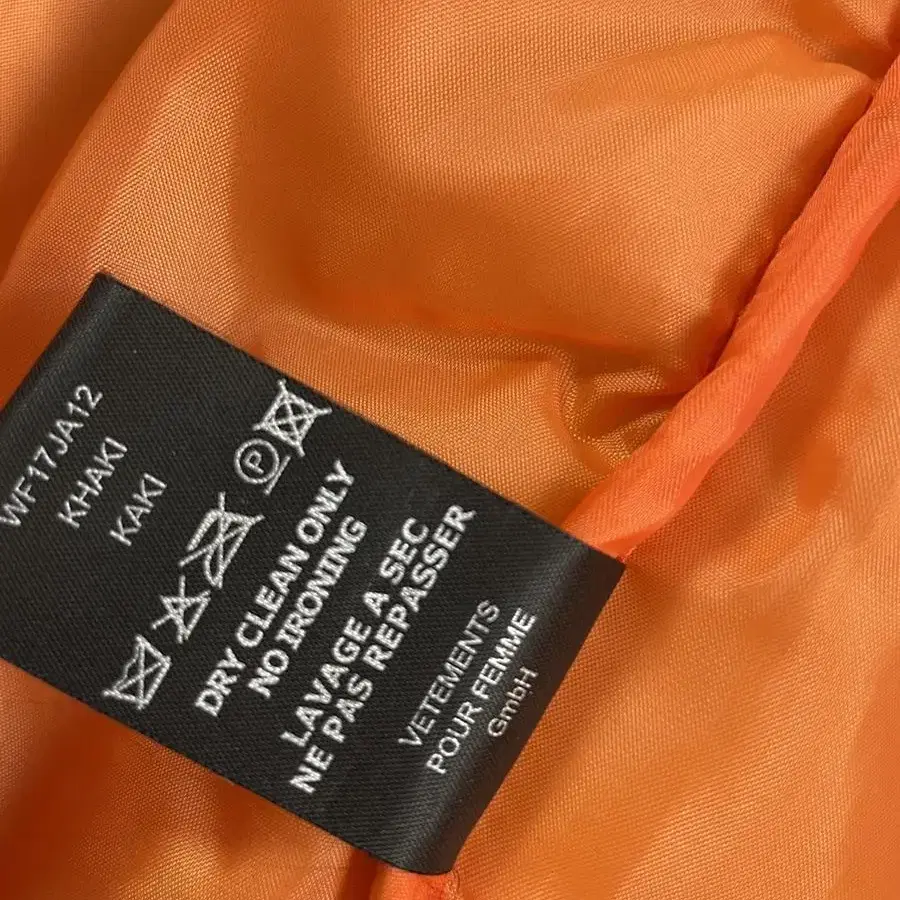 WF17JA12
KHAKI
KAKI
P
DRY CLEAN ONLY
NO IRONING
LAVAGE A SEC
NE PAS REPASSER
VETEMENTS
POUR FEMME
GmbH